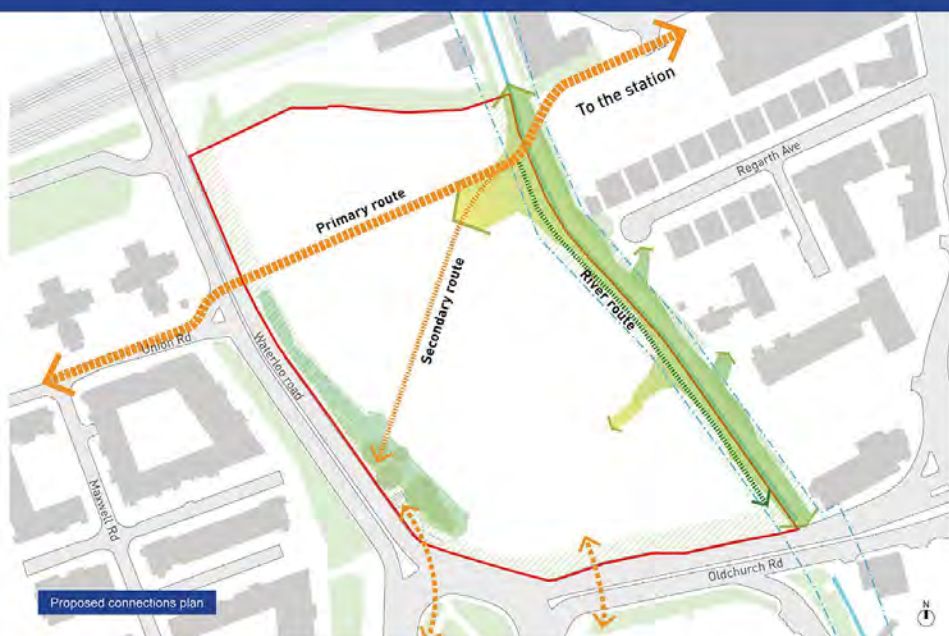 To the station
Regarth Ave
Primary route
Secondary route
River route
Union Rd
Waterloo road
Maxwell Rd
Oldchurch Rd
Proposed connections plan
N